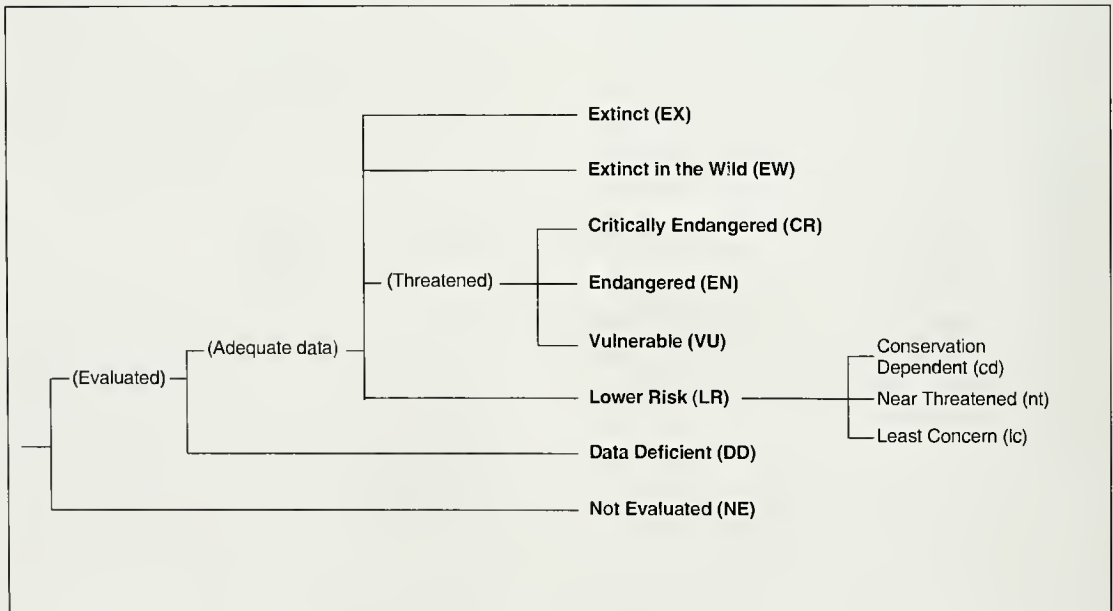 Extinct (EX)
Extinct in the Wild (EW)
Critically Endangered (CR)
(Threatened)
Endangered (EN)
Vulnerable (VU)
(Adequate data)
Conservation
Dependent (cd)
(Evaluated)
Lower Risk (LR)
Near Threatened (nt)
Least Concern (lc)
Data Deficient (DD)
Not Evaluated (NE)